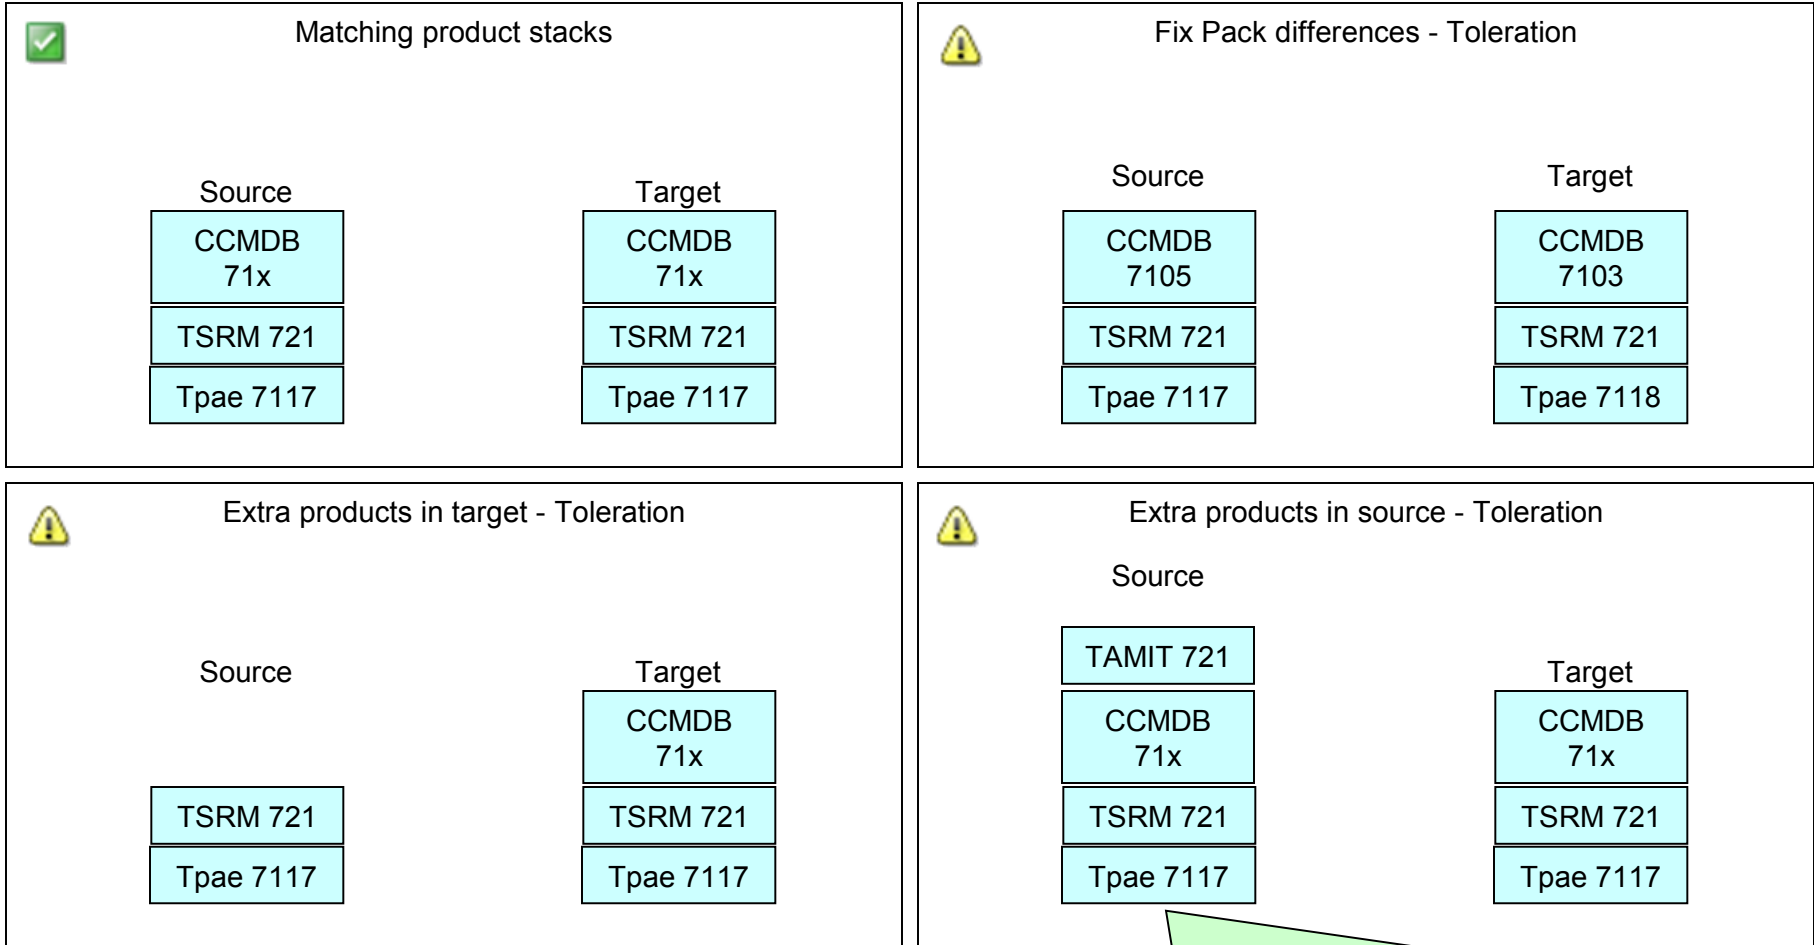 Matching product stacks
Source
Target
CCMDB
71x
CCMDB
71x
TSRM 721
TSRM 721
Tpae 7117
Tpae 7117
Fix Pack differences - Toleration
Source
Target
CCMDB
7105
CCMDB
7103
TSRM 721
TSRM 721
Tpae 7117
Tpae 7118
Extra products in target - Toleration
Source
Target
CCMDB
71x
TSRM 721
TSRM 721
Tpae 7117
Tpae 7117
Extra products in source - Toleration
Source
TAMIT 721
Target
CCMDB
71x
CCMDB
71x
TSRM 721
TSRM 721
Tpae 7117
Tpae 7117